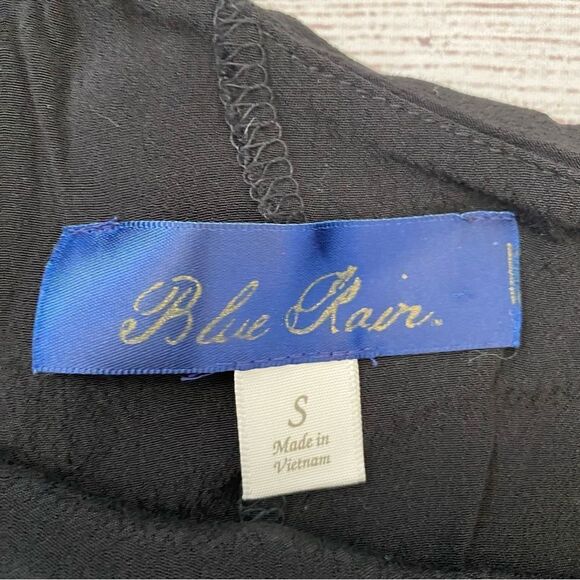 Blue Rain
S
Made in
Vietnam